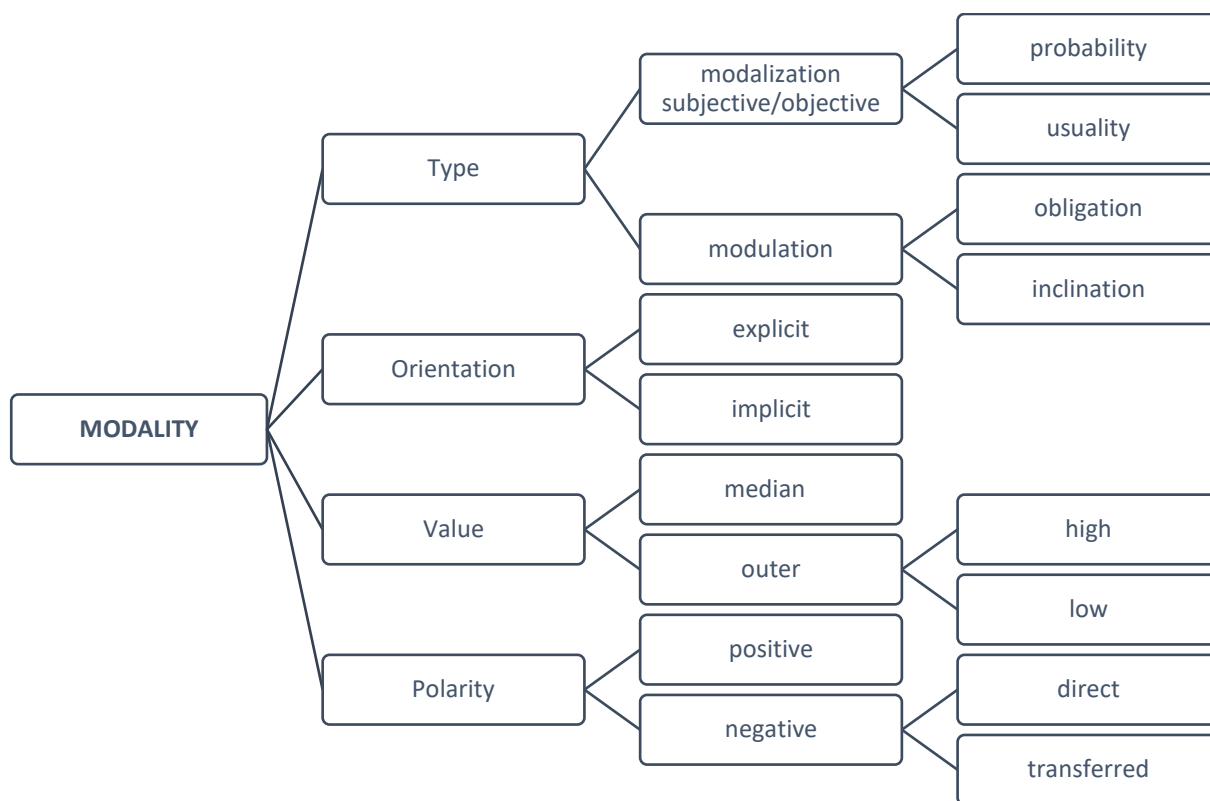 MODALITY
Type
modalization
subjective/objective
probability
usuality
modulation
obligation
inclination
Orientation
explicit
implicit
Value
median
outer
high
low
Polarity
positive
negative
direct
transferred